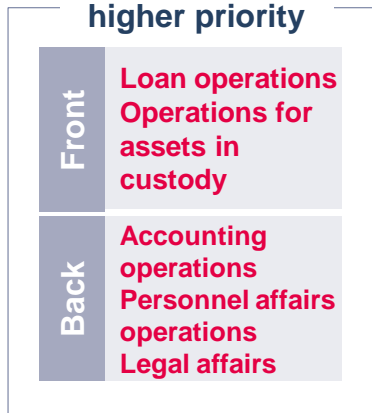 higher priority
Front
Loan operations
Operations for
assets in
custody
Back
Accounting
operations
Personnel affairs
operations
Legal affairs